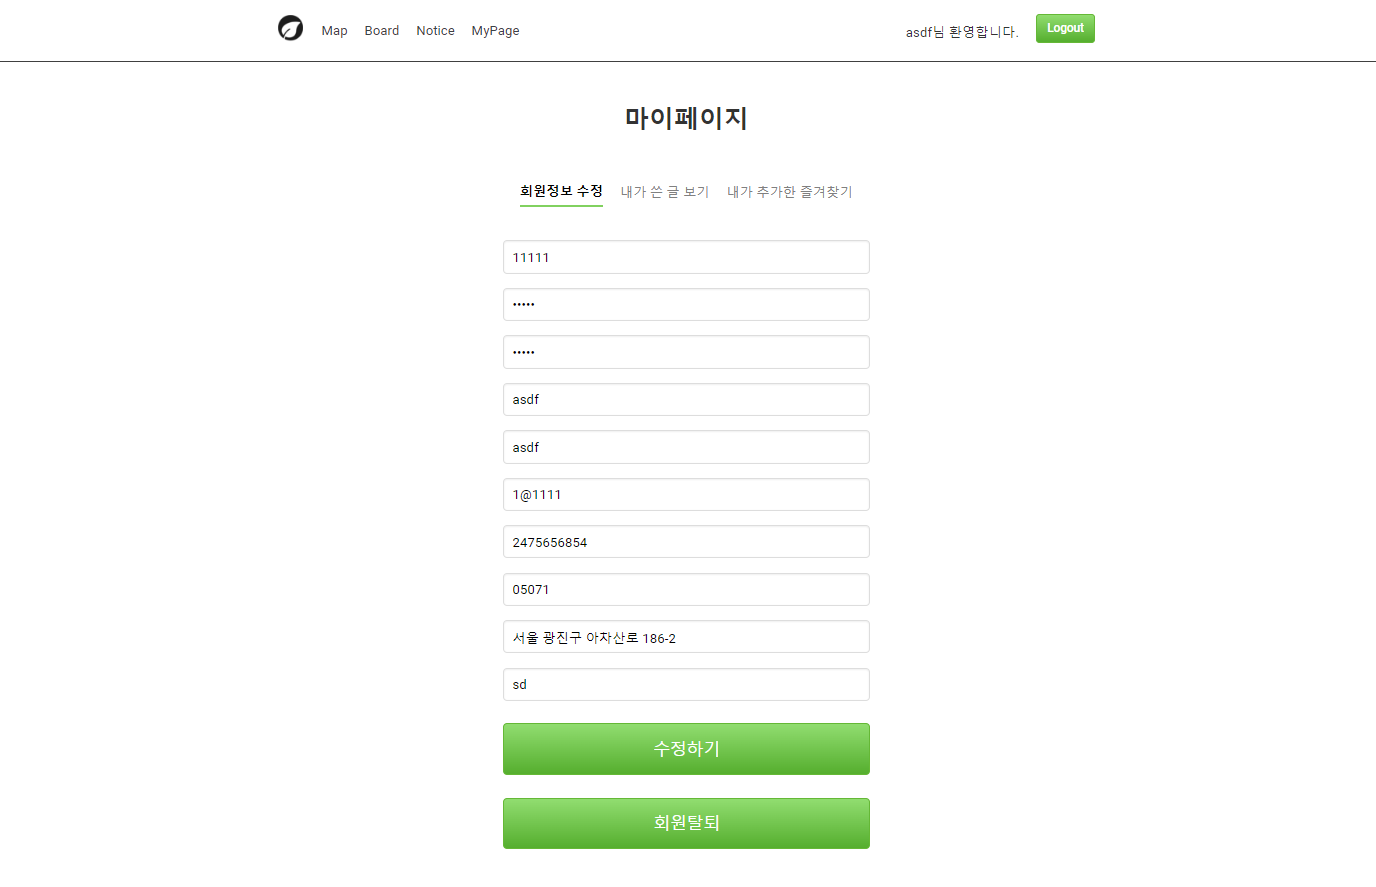 Map Board Notice MyPage asdf님 환영합니다. Logout
마이페이지
회원정보 수정 내가 쓴 글 보기 내가 추가한 즐겨찾기
11111
•••••
•••••
asdf
asdf
1@1111
2475656854
05071
서울 광진구 아차산로 186-2
sd
수정하기
회원탈퇴